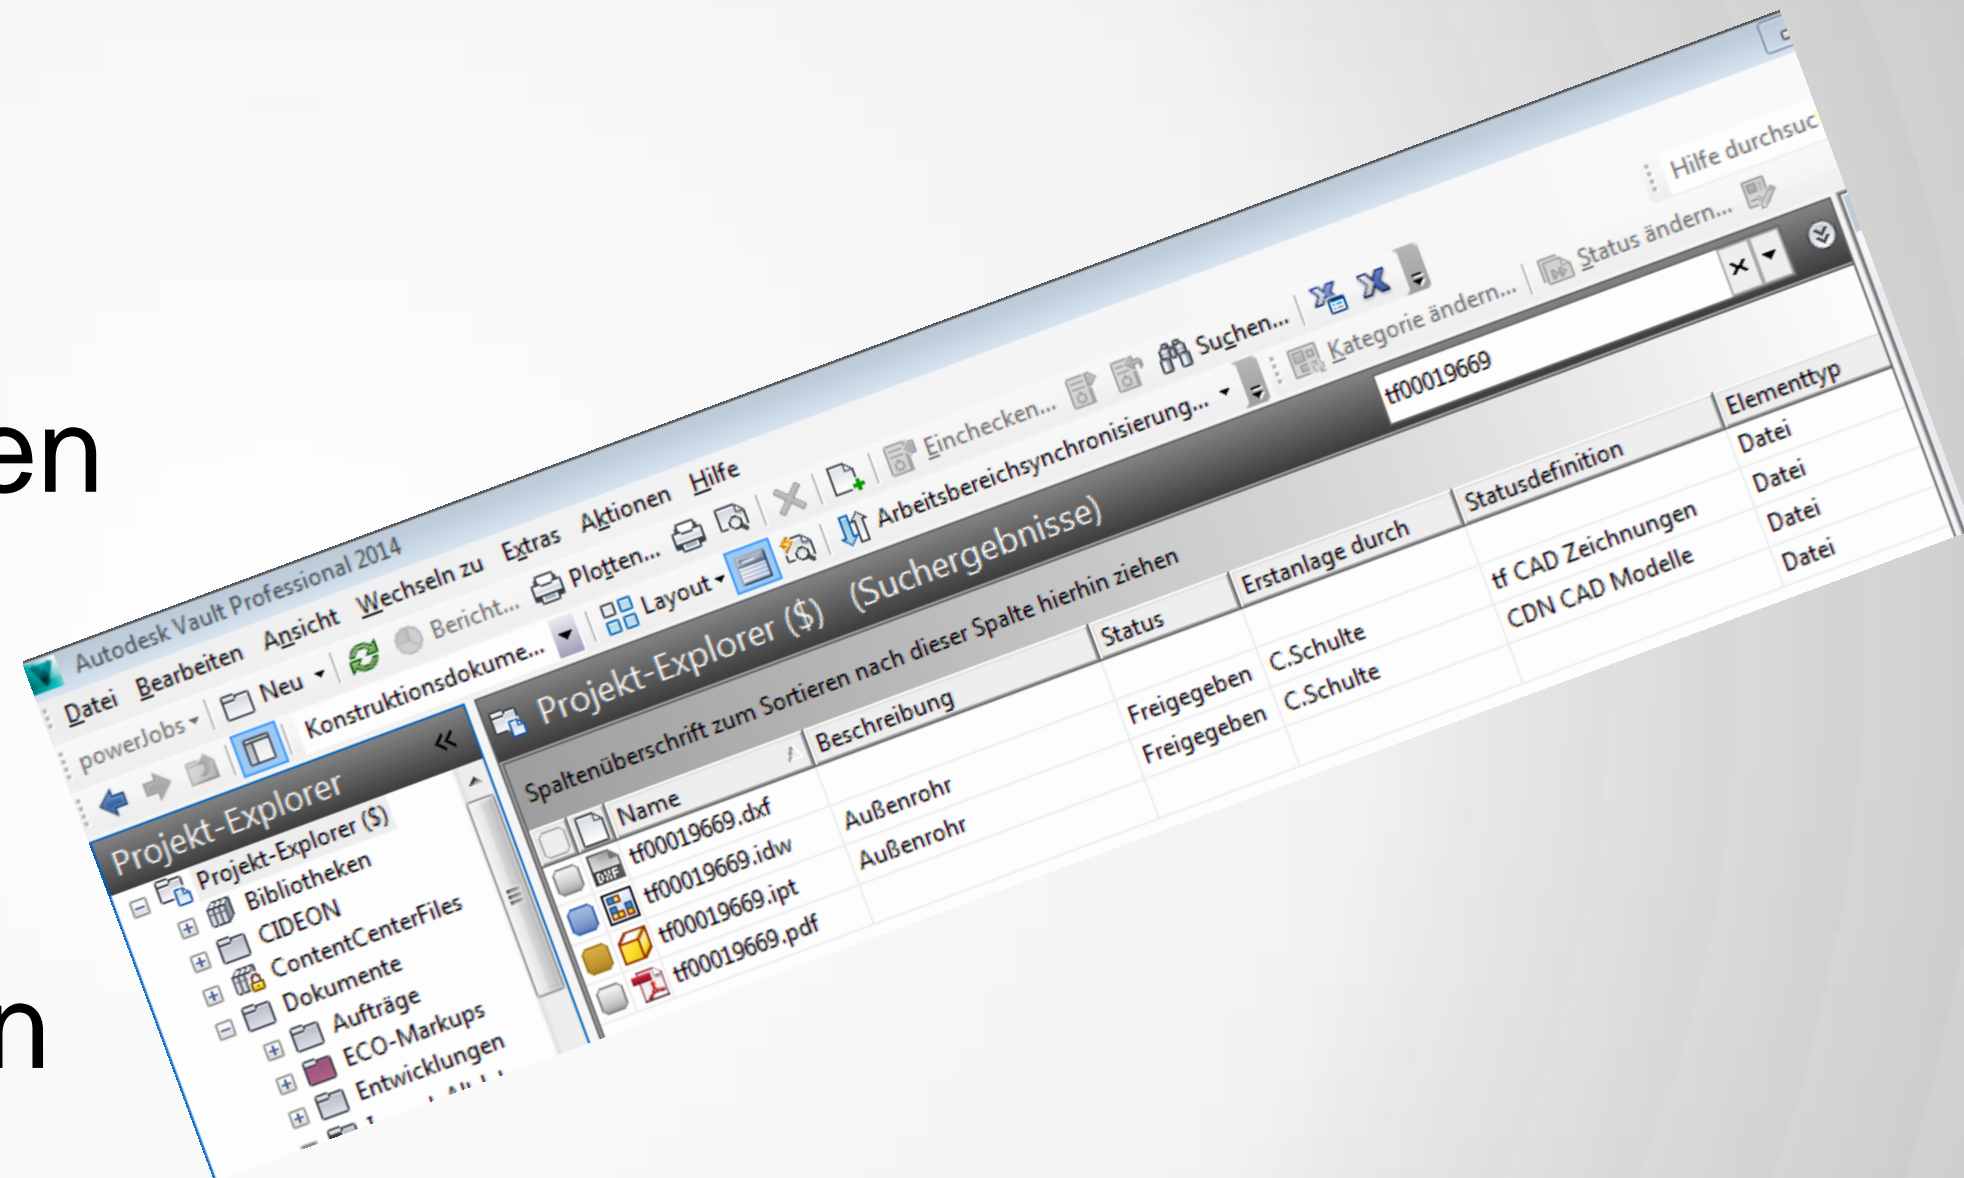 en
n
Autodesk Vault Professional 2014
Datei Bearbeiten Ansicht Wechseln zu Extras Aktionen Hilfe
Hilfe durchsuc
powerJobs Neu Bericht... Plotten... Einchecken... Suchen...
Konstruktionsdokume... Layout Arbeitsbereichsynchronisierung... Kategorie ändern... Status ändern...
Projekt-Explorer
Projekt-Explorer ($)
Bibliotheken
CIDEON
ContentCenterFiles
Dokumente
Aufträge
ECO-Markups
Entwicklungen
Projekt-Explorer ($) (Suchergebnisse) tf00019669
Spaltenüberschrift zum Sortieren nach dieser Spalte hierhin ziehen
Name Beschreibung Status Erstanlage durch Statusdefinition Elementtyp
DXF tf00019669.dxf Datei
tf00019669.idw Außenrohr Freigegeben C.Schulte tf CAD Zeichnungen Datei
tf00019669.ipt Außenrohr Freigegeben C.Schulte CDN CAD Modelle Datei
tf00019669.pdf Datei